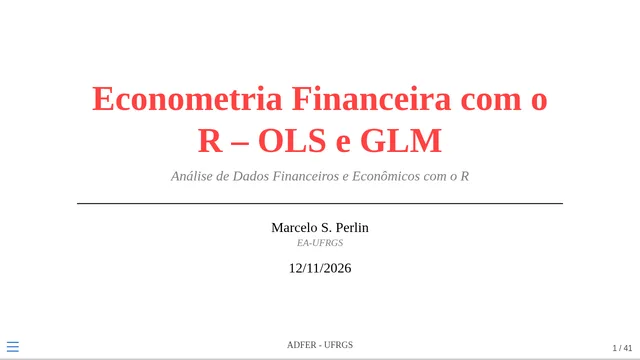 Econometria Financeira com o
R – OLS e GLM
Análise de Dados Financeiros e Econômicos com o R
Marcelo S. Perlin
EA-UFRGS
12/11/2026
ADFER - UFRGS
1 / 41